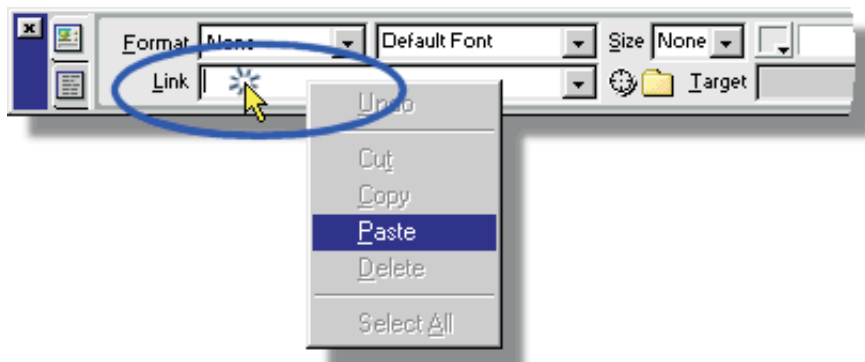 Format None Default Font Size None
Link Target
Undo
Cut
Copy
Paste
Delete
Select All